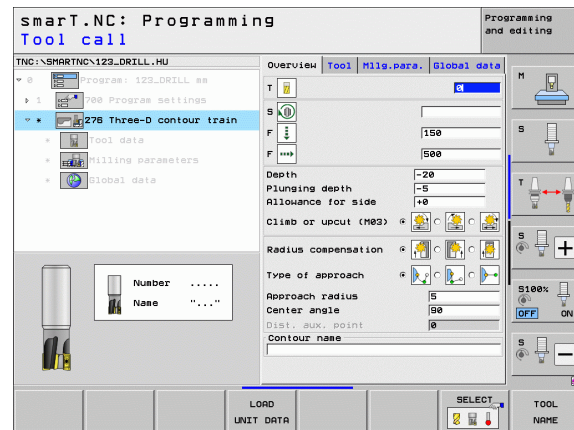 smarT.NC: Programming
Tool call
Programming
and editing
TNC:\SMARTNC\123_DRILL.HU
0 Program: 123_DRILL mm
1 700 Program settings
* 276 Three-D contour train
* Tool data
* Milling parameters
* Global data
Number .....
Name "..."
Overview Tool Mllg.para. Global data
T 0
S
F 150
F 500
Depth -20
Plunging depth -5
Allowance for side +0
Climb or upcut (M03)
Radius compensation
Type of approach
Approach radius 5
Center angle 90
Dist. aux. point 0
Contour name
M
S
T
S
+
S100%
OFF ON
S
-
LOAD
UNIT DATA
SELECT
TOOL
NAME